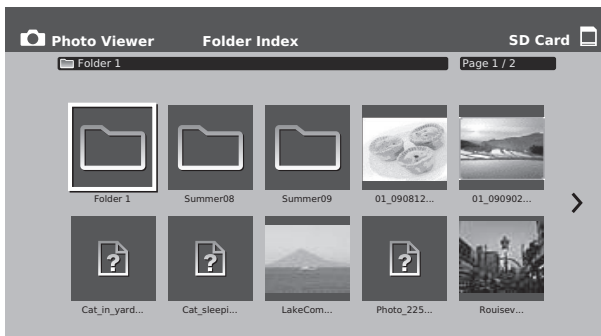 Photo Viewer Folder Index SD Card
Folder 1 Page 1 / 2
Folder 1 Summer08 Summer09 01_090812... 01_090902...
Cat_in_yard... Cat_sleepi... LakeCom... Photo_225... Rouisev...